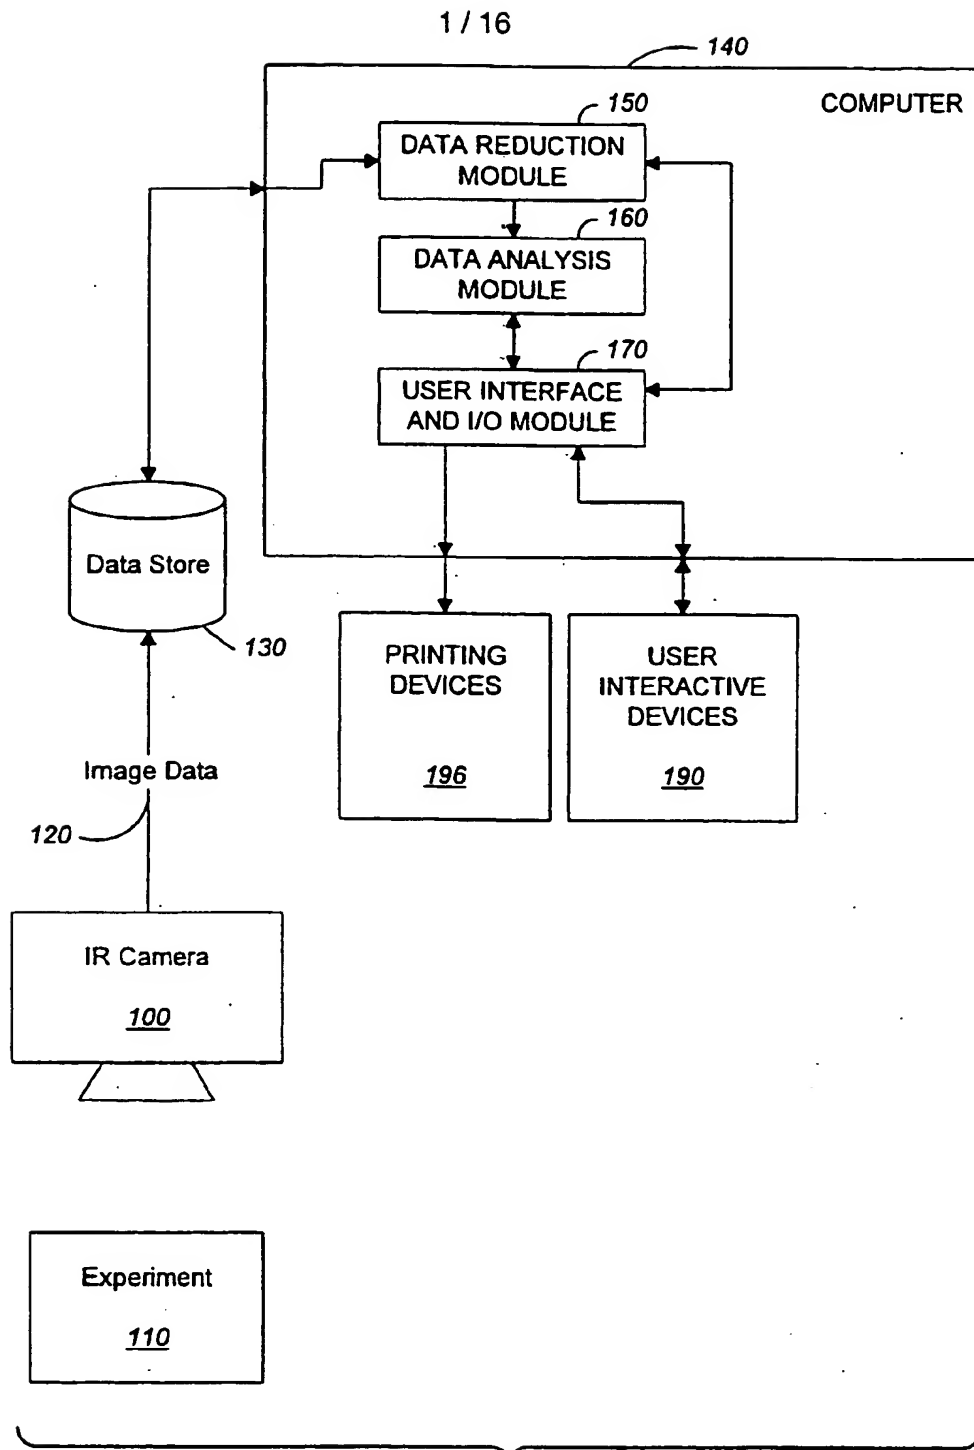 1 / 16
140
COMPUTER
150
DATA REDUCTION
MODULE
160
DATA ANALYSIS
MODULE
170
USER INTERFACE
AND I/O MODULE
Data Store
130
PRINTING
DEVICES
196
USER
INTERACTIVE
DEVICES
190
Image Data
120
IR Camera
100
Experiment
110